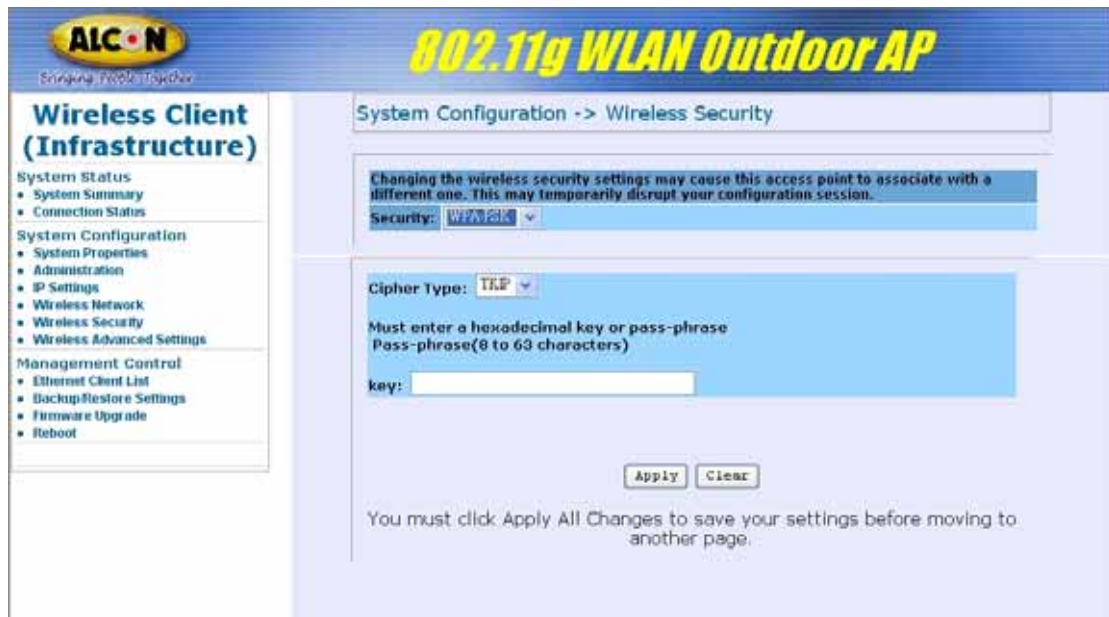 ALCON
Bringing People Together
802.11g WLAN Outdoor AP
Wireless Client
(Infrastructure)
System Status
System Summary
Connection Status
System Configuration
System Properties
Administration
IP Settings
Wireless Network
Wireless Security
Wireless Advanced Settings
Management Control
Ethernet Client List
Backup/Restore Settings
Firmware Upgrade
Reboot
System Configuration -> Wireless Security
Changing the wireless security settings may cause this access point to associate with a
different one. This may temporarily disrupt your configuration session.
Security: WPA PSK
Cipher Type: TKIP
Must enter a hexadecimal key or pass-phrase
Pass-phrase(8 to 63 characters)
key:
Apply Clear
You must click Apply All Changes to save your settings before moving to
another page.